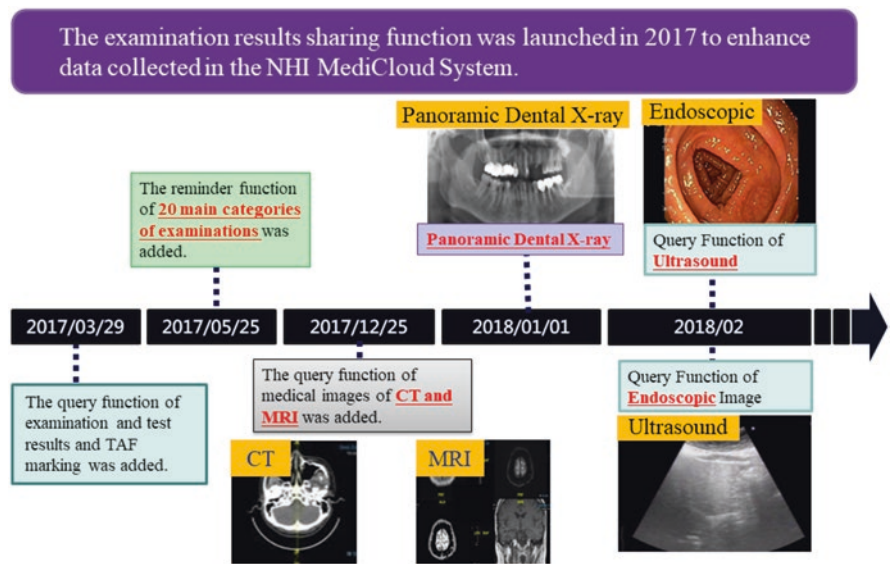 The examination results sharing function was launched in 2017 to enhance
data collected in the NHI MediCloud System.
Panoramic Dental X-ray
Endoscopic
The reminder function
of 20 main categories
of examinations was
added.
Panoramic Dental X-ray
Query Function of
Ultrasound
2017/03/29
2017/05/25
2017/12/25
2018/01/01
2018/02
The query function of
examination and test
results and TAF
marking was added.
The query function of
medical images of CT and
MRI was added.
Query Function of
Endoscopic Image
CT
MRI
Ultrasound